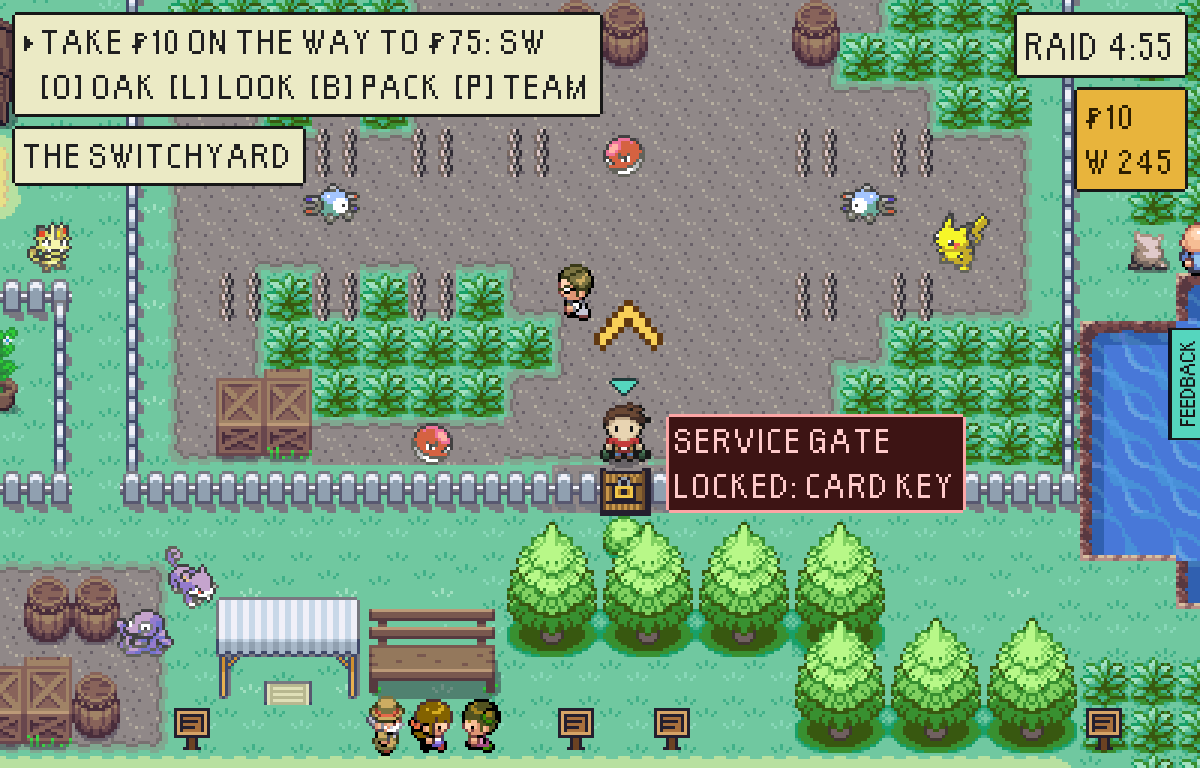 TAKE ₽10 ON THE WAY TO ₽75: SW
[O] OAK [L] LOOK [B] PACK [P] TEAM
THE SWITCHYARD
RAID 4:55
₽10
W 245
FEEDBACK
SERVICE GATE
LOCKED: CARD KEY